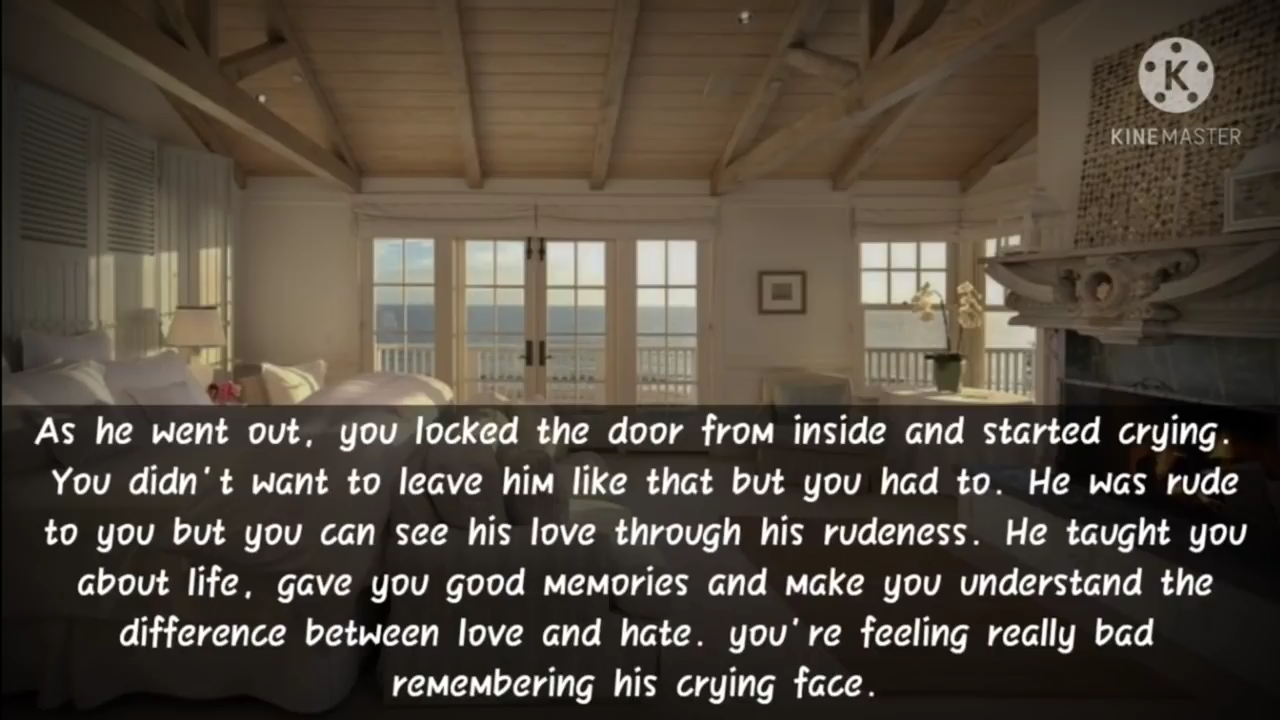 KINEMASTER
As he went out, you locked the door from inside and started crying.
You didn't want to leave him like that but you had to. He was rude
to you but you can see his love through his rudeness. He taught you
about life, gave you good memories and make you understand the
difference between love and hate. you're feeling really bad
remembering his crying face.